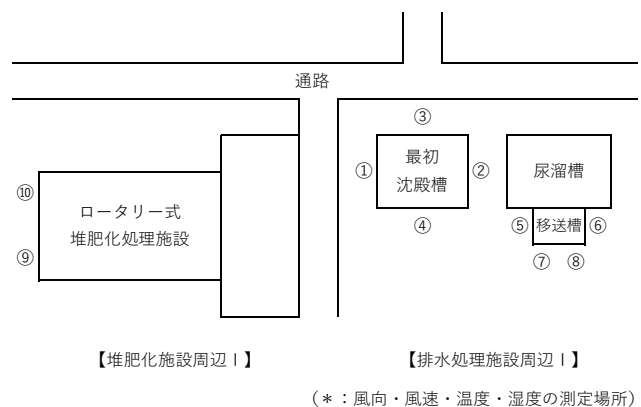 通路
③
① 最初 ② 尿溜槽
沈殿槽
⑩
ロータリー式
④ ⑤ 移送槽 ⑥
堆肥化処理施設
⑨ ⑦ ⑧
【堆肥化施設周辺Ⅰ】 【排水処理施設周辺Ⅰ】
(*:風向・風速・温度・湿度の測定場所)